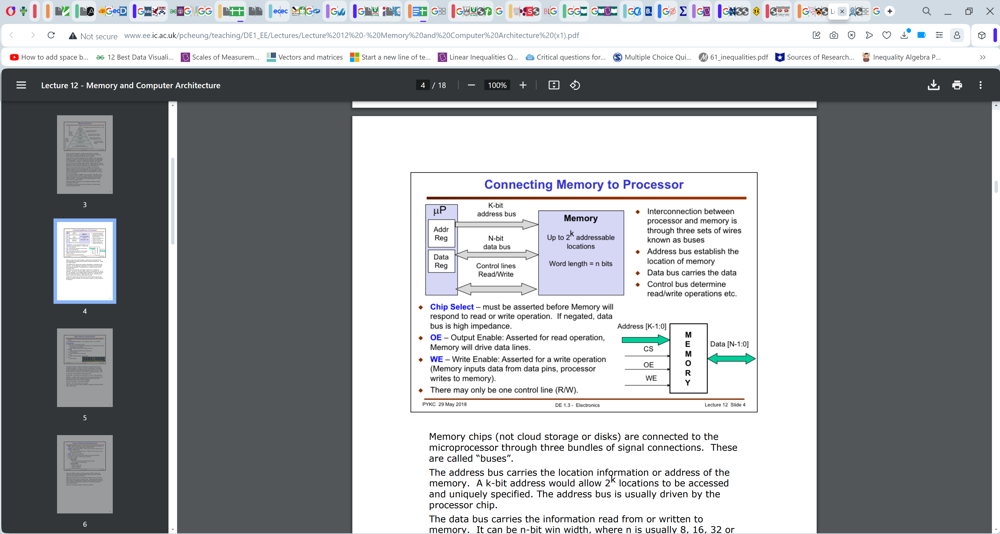 Not secure www.ee.ic.ac.uk/pcheung/teaching/DE1_EE/Lectures/Lecture%2012%20-%20Memory%20and%20Computer%20Architecture%20(x1).pdf
How to add space b... 12 Best Data Visuali... Scales of Measurem... Vectors and matrices Start a new line of te... Linear Inequalities Q... Critical questions for... Multiple Choice Qui... 61_inequalities.pdf Sources of Research... Inequality Algebra P...
Lecture 12 - Memory and Computer Architecture
4 / 18
100%
3
4
5
6
Connecting Memory to Processor
μP
Addr
Reg
Data
Reg
K-bit
address bus
N-bit
data bus
Control lines
Read/Write
Memory
Up to 2^k addressable
locations
Word length = n bits
Interconnection between
processor and memory is
through three sets of wires
known as buses
Address bus establish the
location of memory
Data bus carries the data
Control bus determine
read/write operations etc.
Chip Select – must be asserted before Memory will
respond to read or write operation. If negated, data
bus is high impedance.
OE – Output Enable: Asserted for read operation,
Memory will drive data lines.
WE – Write Enable: Asserted for a write operation
(Memory inputs data from data pins, processor
writes to memory).
There may only be one control line (R/W).
Address [K-1:0]
CS
OE
WE
MEMORY
Data [N-1:0]
PYKC 29 May 2018
DE 1.3 - Electronics
Lecture 12 Slide 4
Memory chips (not cloud storage or disks) are connected to the
microprocessor through three bundles of signal connections. These
are called “buses”.
The address bus carries the location information or address of the
memory. A k-bit address would allow 2^k locations to be accessed
and uniquely specified. The address bus is usually driven by the
processor chip.
The data bus carries the information read from or written to
memory. It can be n-bit win width, where n is usually 8, 16, 32 or